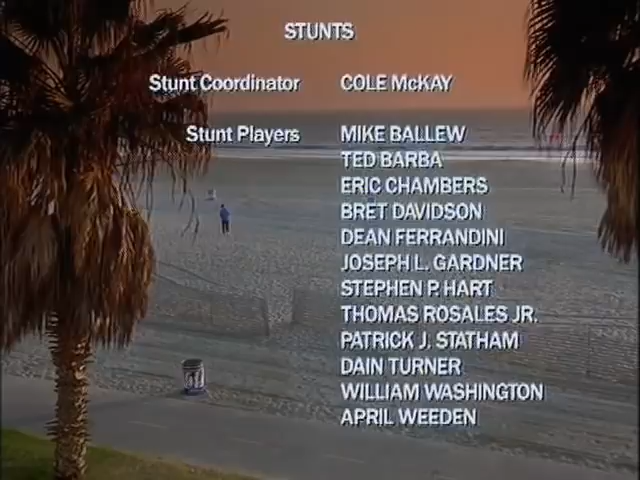 STUNTS
Stunt Coordinator COLE McKAY
Stunt Players MIKE BALLEW
TED BARBA
ERIC CHAMBERS
BRET DAVIDSON
DEAN FERRANDINI
JOSEPH L. GARDNER
STEPHEN P. HART
THOMAS ROSALES JR.
PATRICK J. STATHAM
DAIN TURNER
WILLIAM WASHINGTON
APRIL WEEDEN